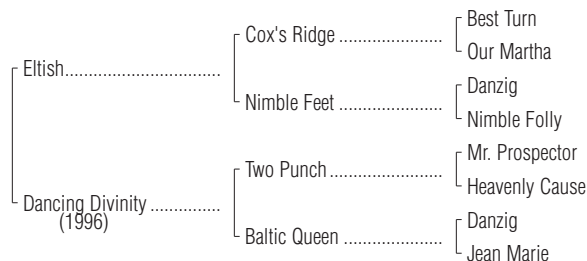 Best Turn
Cox's Ridge
Our Martha
Eltish
Danzig
Nimble Feet
Nimble Folly
Mr. Prospector
Two Punch
Heavenly Cause
Dancing Divinity
(1996)
Danzig
Baltic Queen
Jean Marie